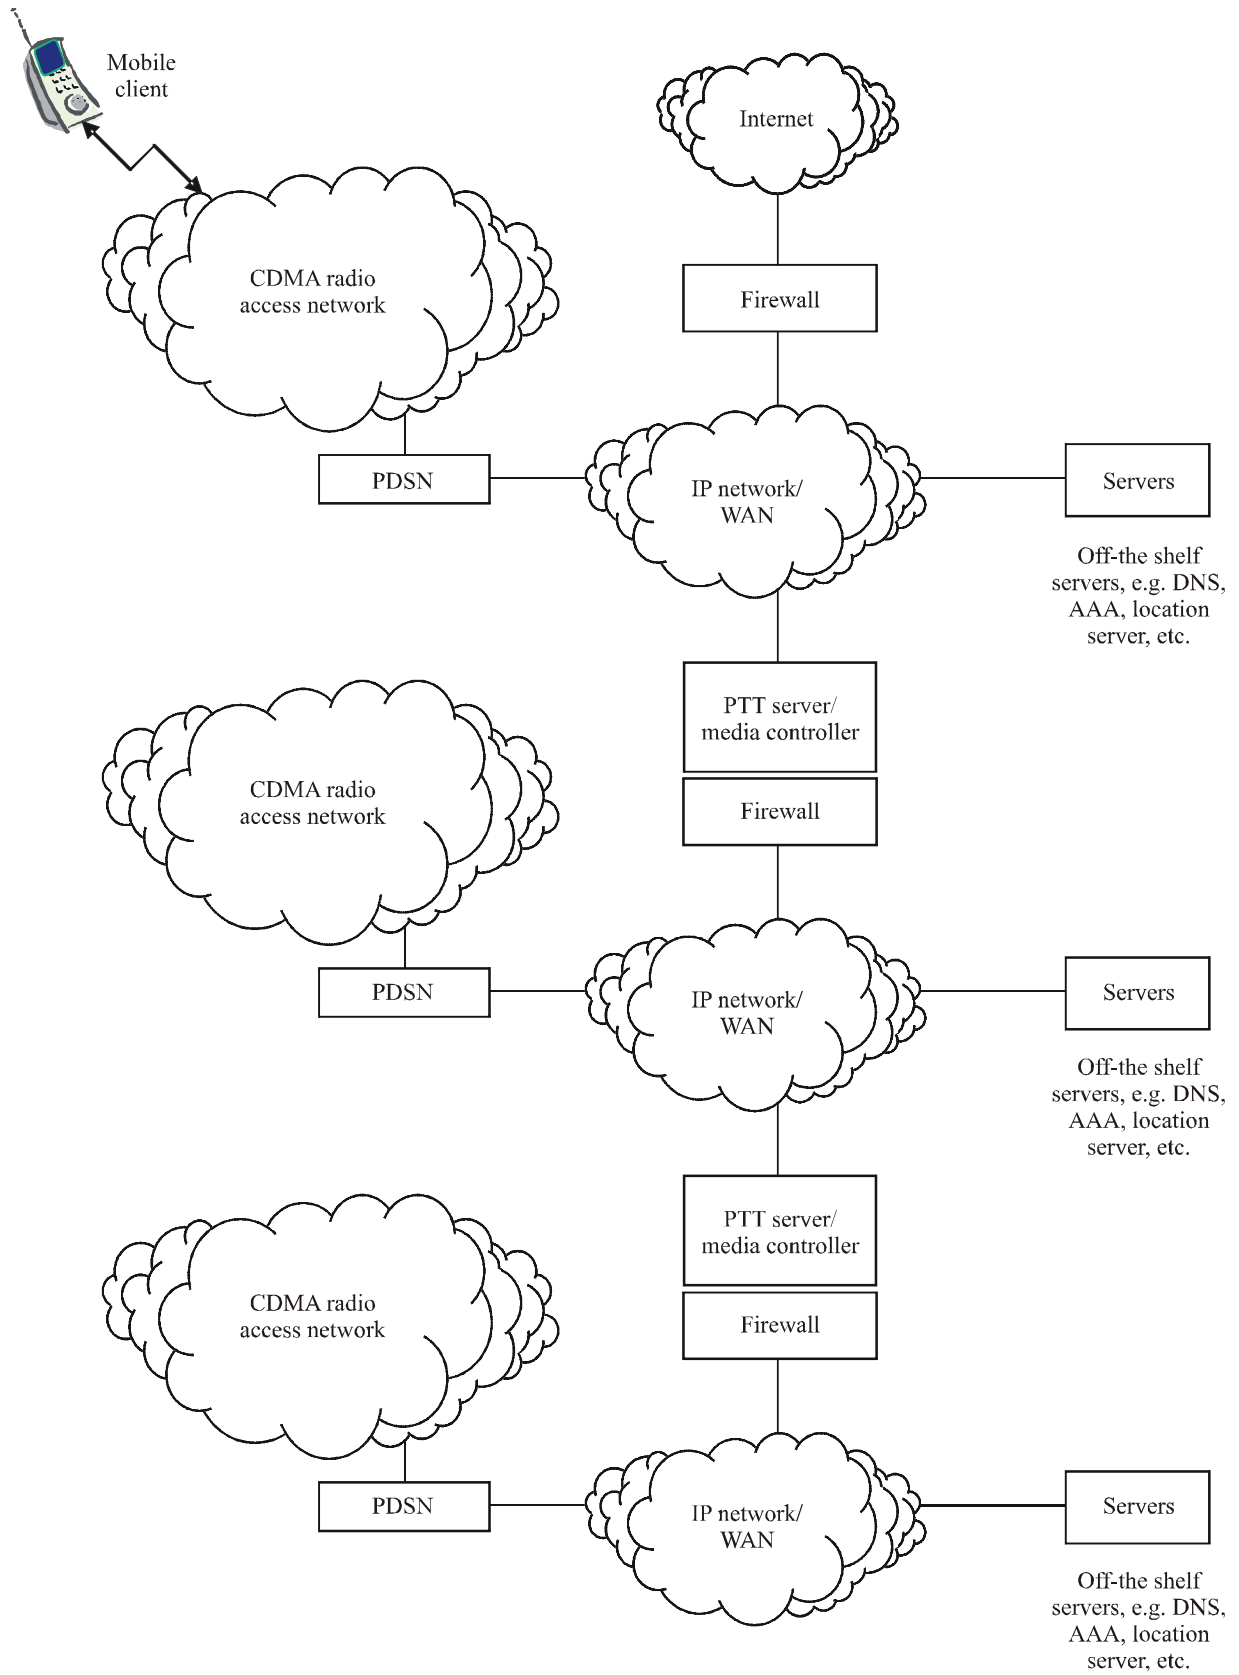 Mobile
client
Internet
CDMA radio
access network
Firewall
PDSN
IP network/
WAN
Servers
Off-the shelf
servers, e.g. DNS,
AAA, location
server, etc.
PTT server/
media controller
CDMA radio
access network
Firewall
PDSN
IP network/
WAN
Servers
Off-the shelf
servers, e.g. DNS,
AAA, location
server, etc.
PTT server/
media controller
CDMA radio
access network
Firewall
PDSN
IP network/
WAN
Servers
Off-the shelf
servers, e.g. DNS,
AAA, location
server, etc.